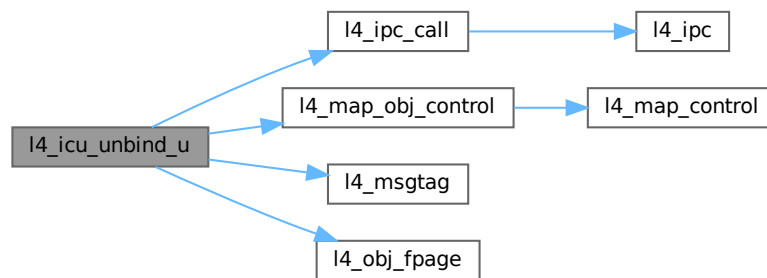 l4_icu_unbind_u
l4_ipc_call
l4_ipc
l4_map_obj_control
l4_map_control
l4_msgtag
l4_obj_fpage